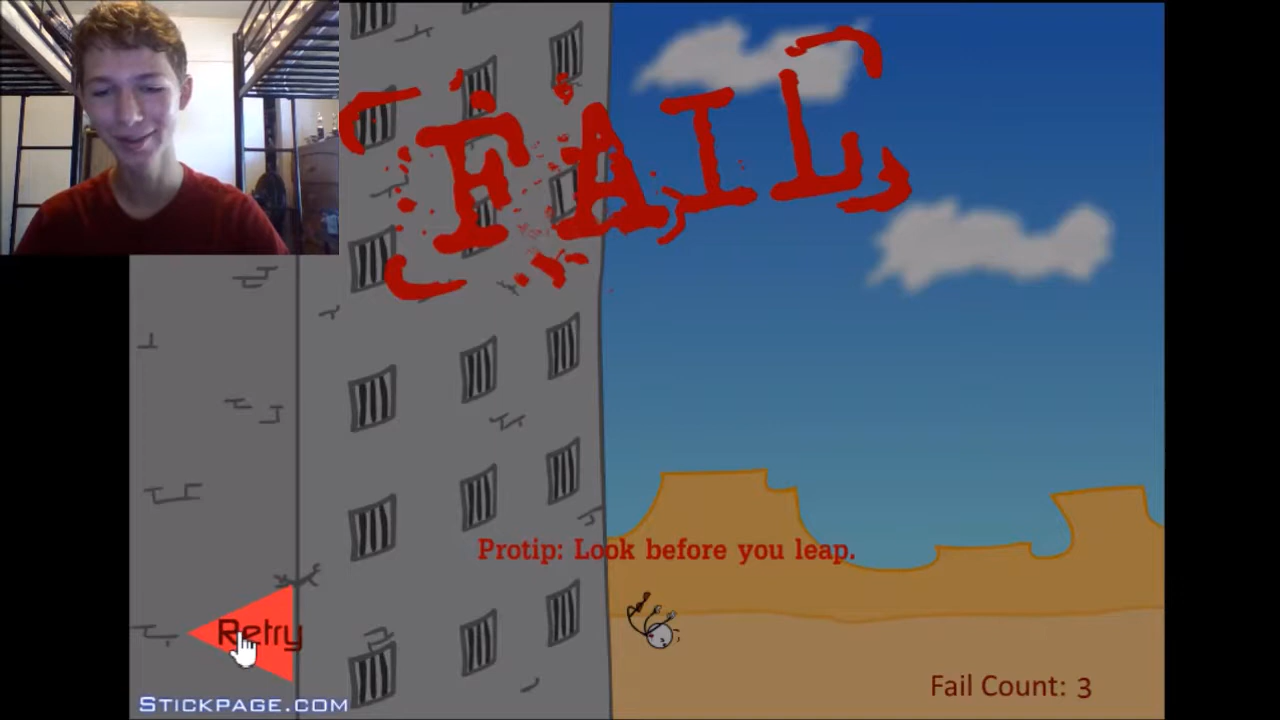 FAIL
Protip: Look before you leap.
Retry
Fail Count: 3
STICKPAGE.COM